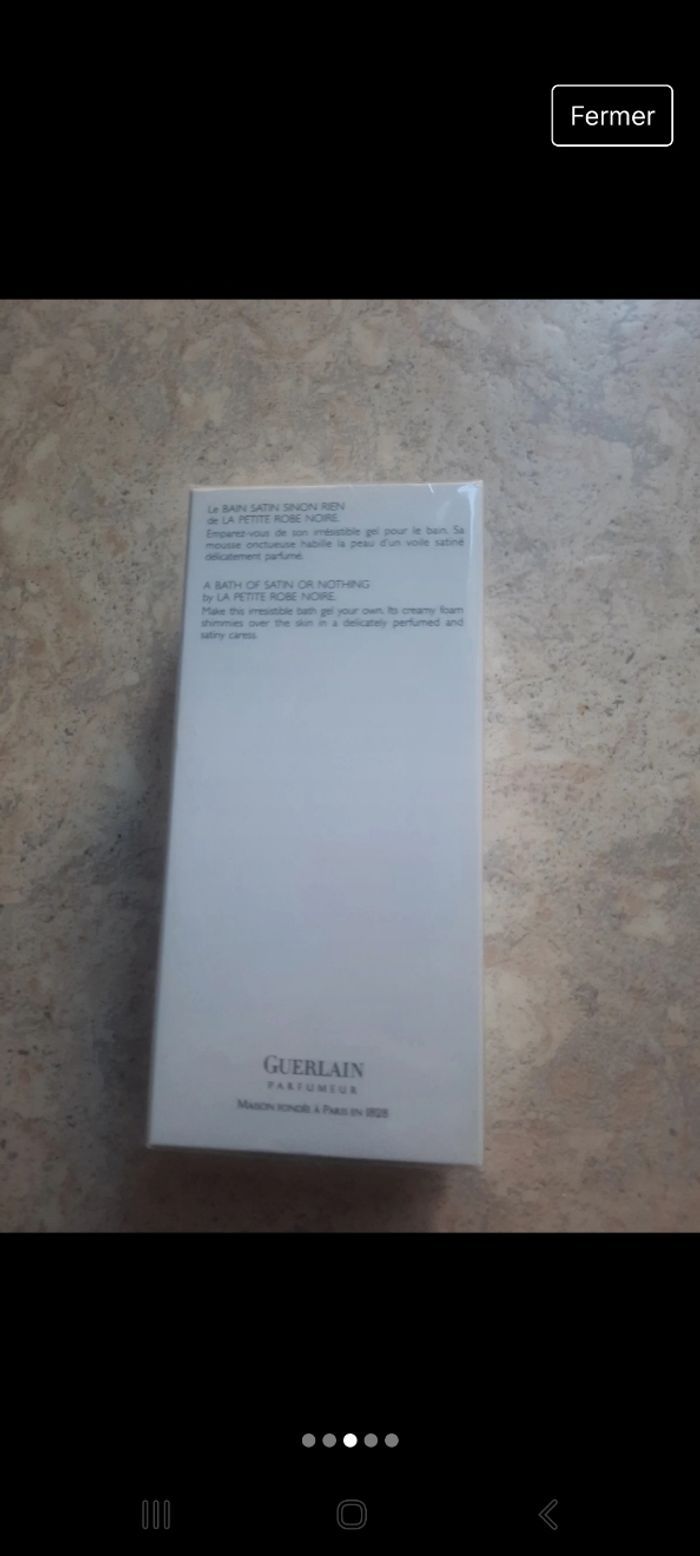 Fermer
Le BAIN SATIN SINON RIEN
de LA PETITE ROBE NOIRE.
Emparez-vous de son irrésistible gel pour le bain. Sa
mousse onctueuse habille la peau d'un voile satiné
délicatement parfumé.
A BATH OF SATIN OR NOTHING
by LA PETITE ROBE NOIRE.
Make this irresistible bath gel your own. Its creamy foam
shimmies over the skin in a delicately perfumed and
satiny caress.
GUERLAIN
PARFUMEUR
MAISON FONDÉE À PARIS EN 1828